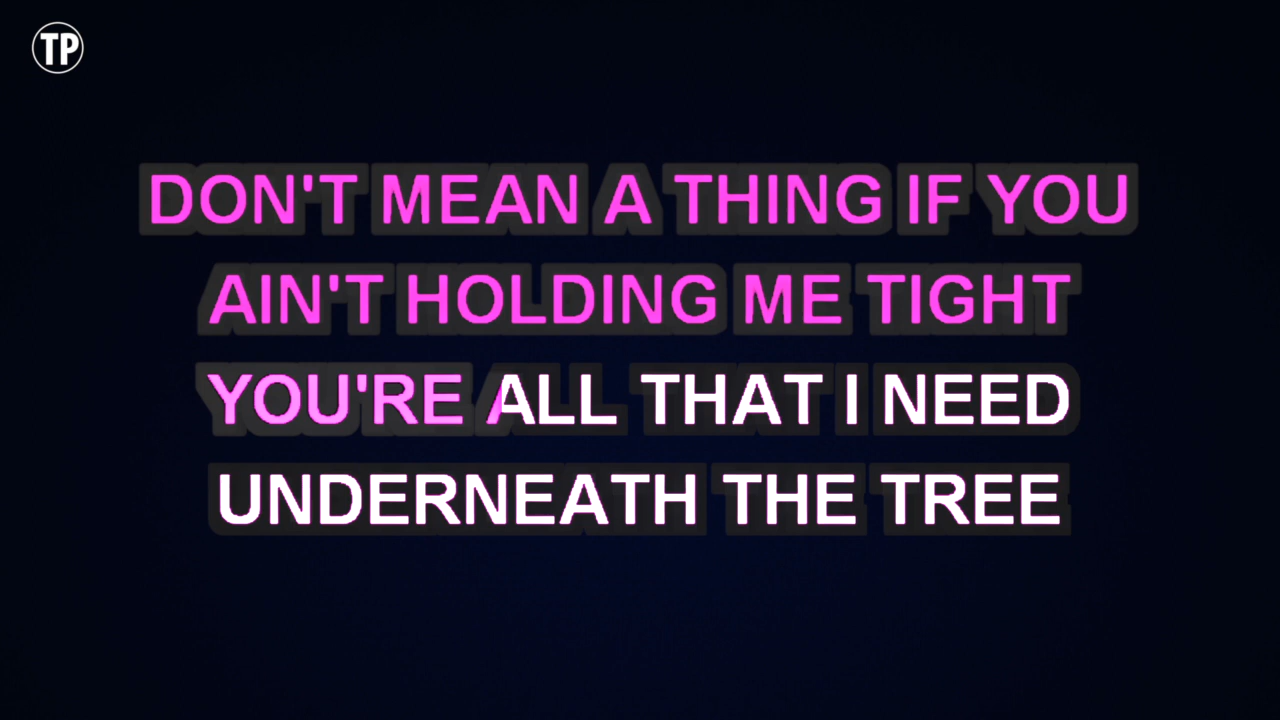 TP
DON'T MEAN A THING IF YOU
AIN'T HOLDING ME TIGHT
YOU'RE ALL THAT I NEED
UNDERNEATH THE TREE